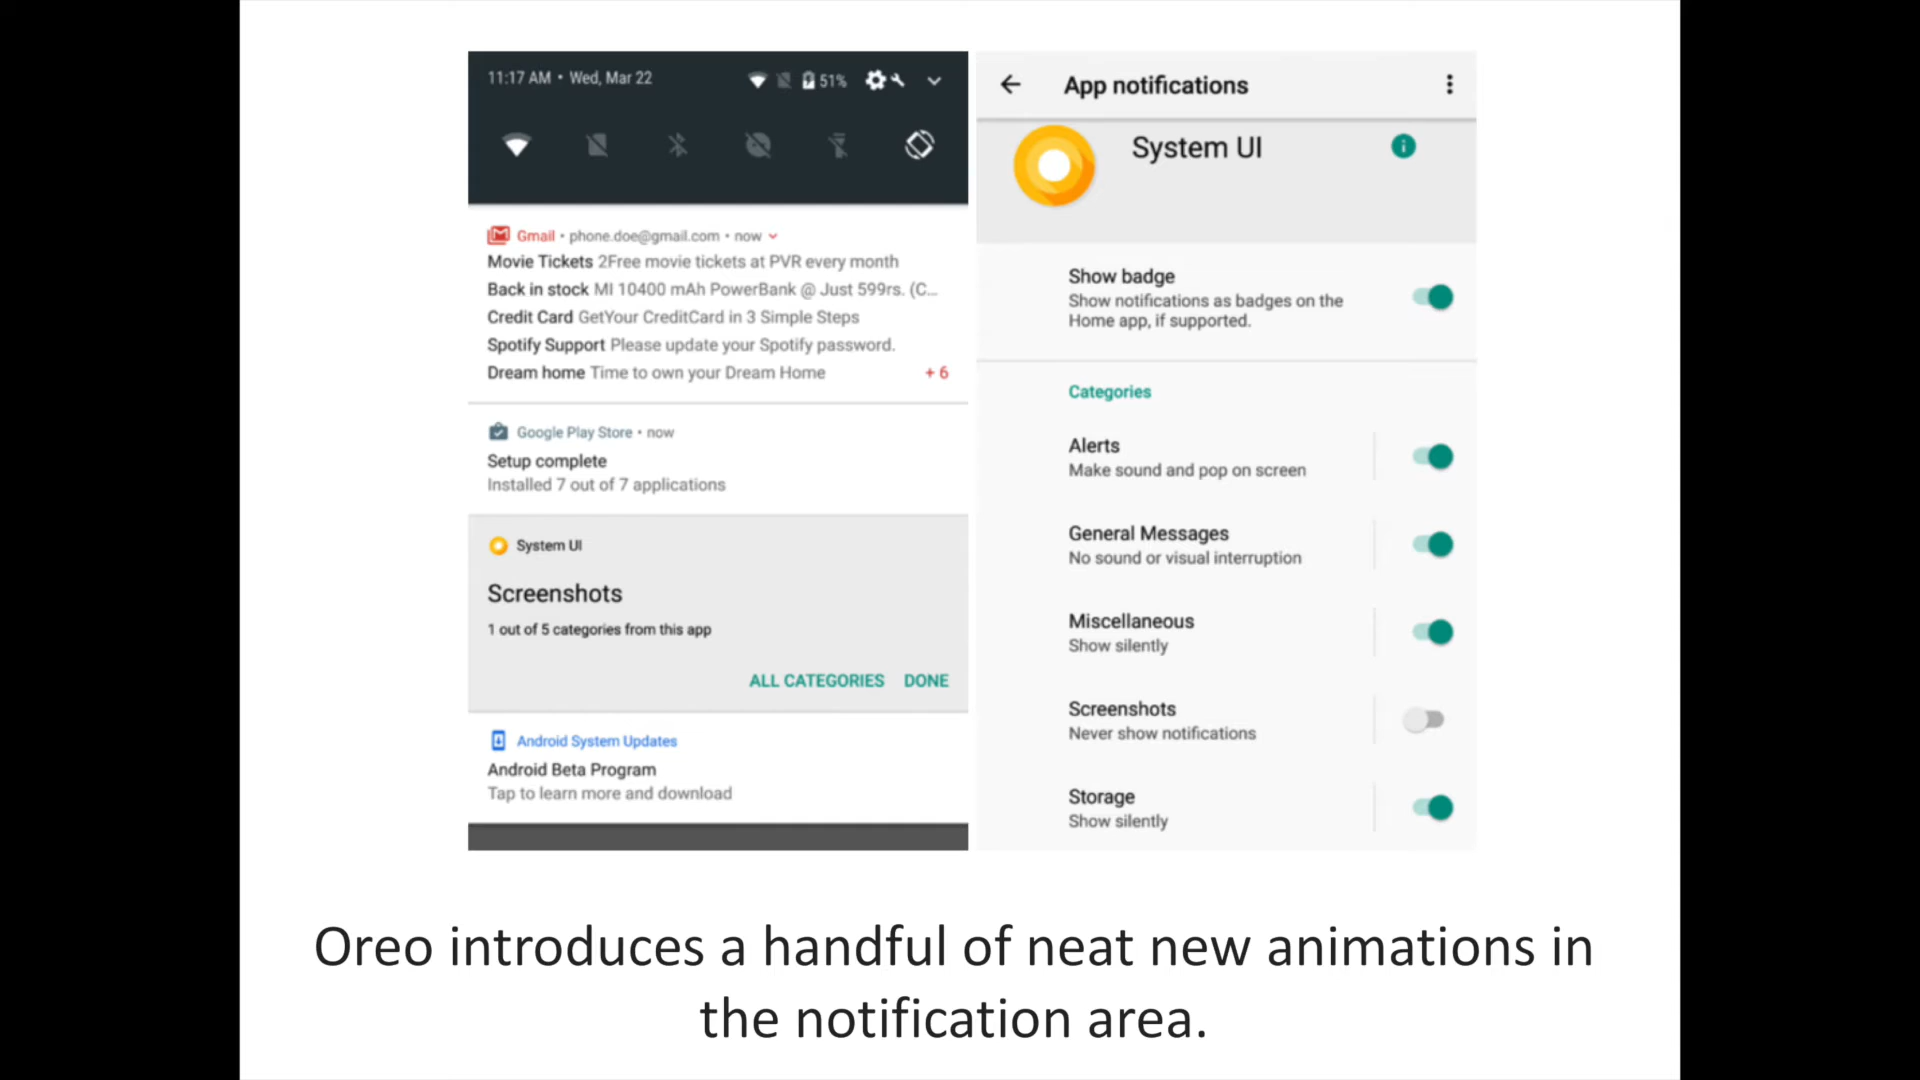 11:17 AM • Wed, Mar 22
51%
Gmail • phone.doe@gmail.com • now
Movie Tickets 2Free movie tickets at PVR every month
Back in stock MI 10400 mAh PowerBank @ Just 599rs. (C...
Credit Card GetYour CreditCard in 3 Simple Steps
Spotify Support Please update your Spotify password.
Dream home Time to own your Dream Home + 6
Google Play Store • now
Setup complete
Installed 7 out of 7 applications
System UI
Screenshots
1 out of 5 categories from this app
ALL CATEGORIES DONE
Android System Updates
Android Beta Program
Tap to learn more and download
App notifications
System UI
Show badge
Show notifications as badges on the
Home app, if supported.
Categories
Alerts
Make sound and pop on screen
General Messages
No sound or visual interruption
Miscellaneous
Show silently
Screenshots
Never show notifications
Storage
Show silently
Oreo introduces a handful of neat new animations in
the notification area.